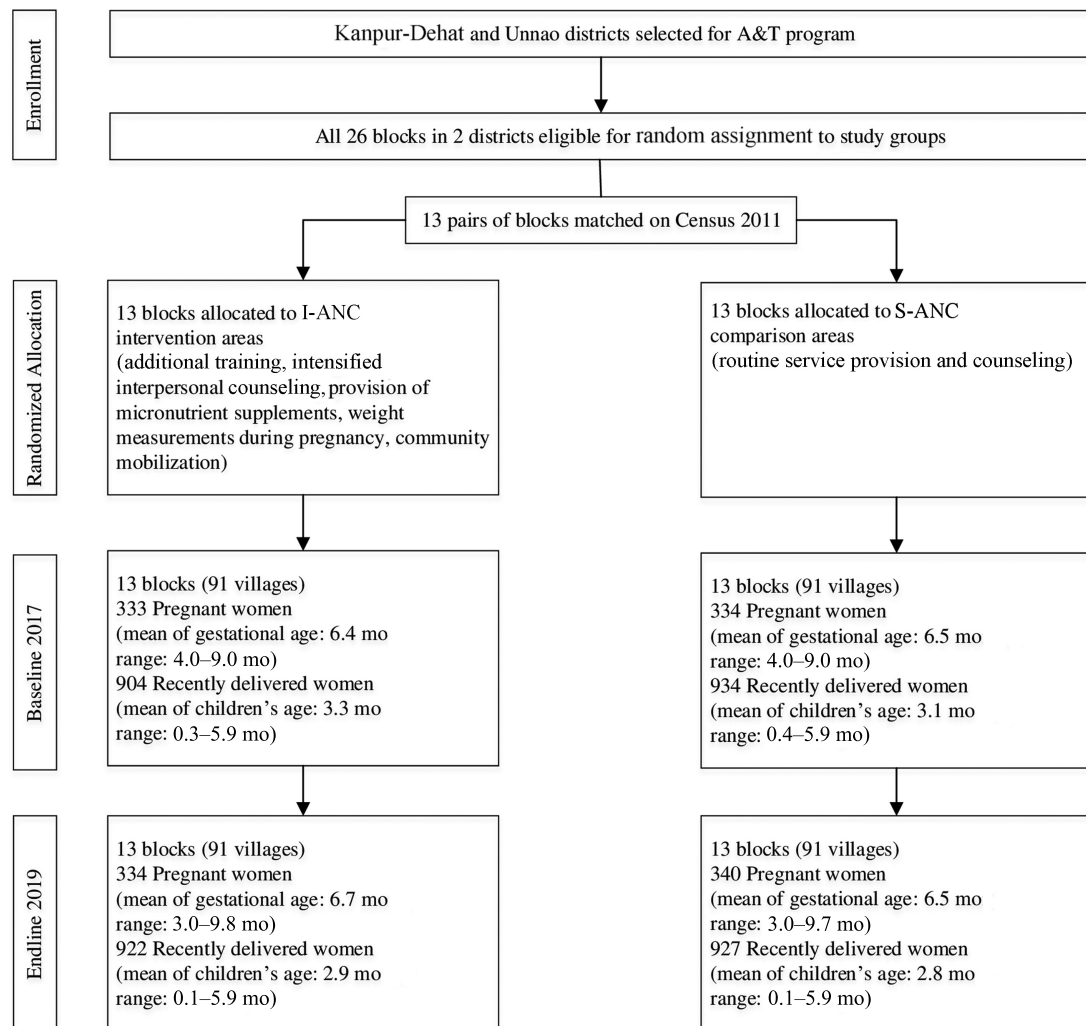 Enrollment
Kanpur-Dehat and Unnao districts selected for A&T program
All 26 blocks in 2 districts eligible for random assignment to study groups
13 pairs of blocks matched on Census 2011
Randomized Allocation
13 blocks allocated to I-ANC
intervention areas
(additional training, intensified
interpersonal counseling, provision of
micronutrient supplements, weight
measurements during pregnancy, community
mobilization)
13 blocks allocated to S-ANC
comparison areas
(routine service provision and counseling)
Baseline 2017
13 blocks (91 villages)
333 Pregnant women
(mean of gestational age: 6.4 mo
range: 4.0–9.0 mo)
904 Recently delivered women
(mean of children's age: 3.3 mo
range: 0.3–5.9 mo)
13 blocks (91 villages)
334 Pregnant women
(mean of gestational age: 6.5 mo
range: 4.0–9.0 mo)
934 Recently delivered women
(mean of children's age: 3.1 mo
range: 0.4–5.9 mo)
Endline 2019
13 blocks (91 villages)
334 Pregnant women
(mean of gestational age: 6.7 mo
range: 3.0–9.8 mo)
922 Recently delivered women
(mean of children's age: 2.9 mo
range: 0.1–5.9 mo)
13 blocks (91 villages)
340 Pregnant women
(mean of gestational age: 6.5 mo
range: 3.0–9.7 mo)
927 Recently delivered women
(mean of children's age: 2.8 mo
range: 0.1–5.9 mo)